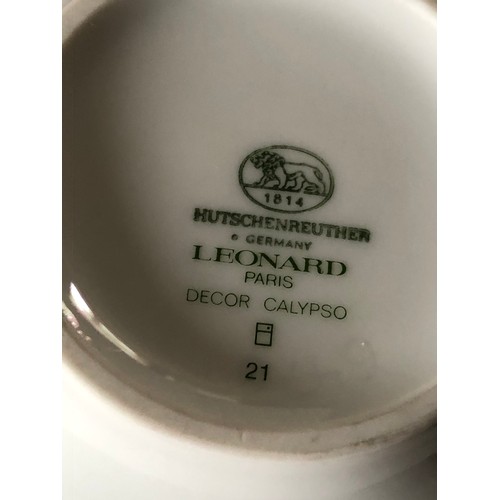 1814
HUTSCHENREUTHER
© GERMANY
LEONARD
PARIS
DECOR CALYPSO
21